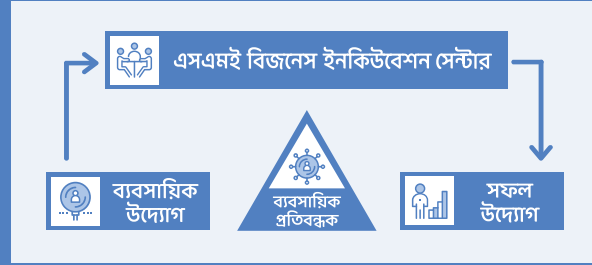 এসএমই বিজনেস ইনকিউবেশন সেন্টার
ব্যবসায়িক
উদ্যোগ
ব্যবসায়িক
প্রতিবন্ধক
সফল
উদ্যোগ